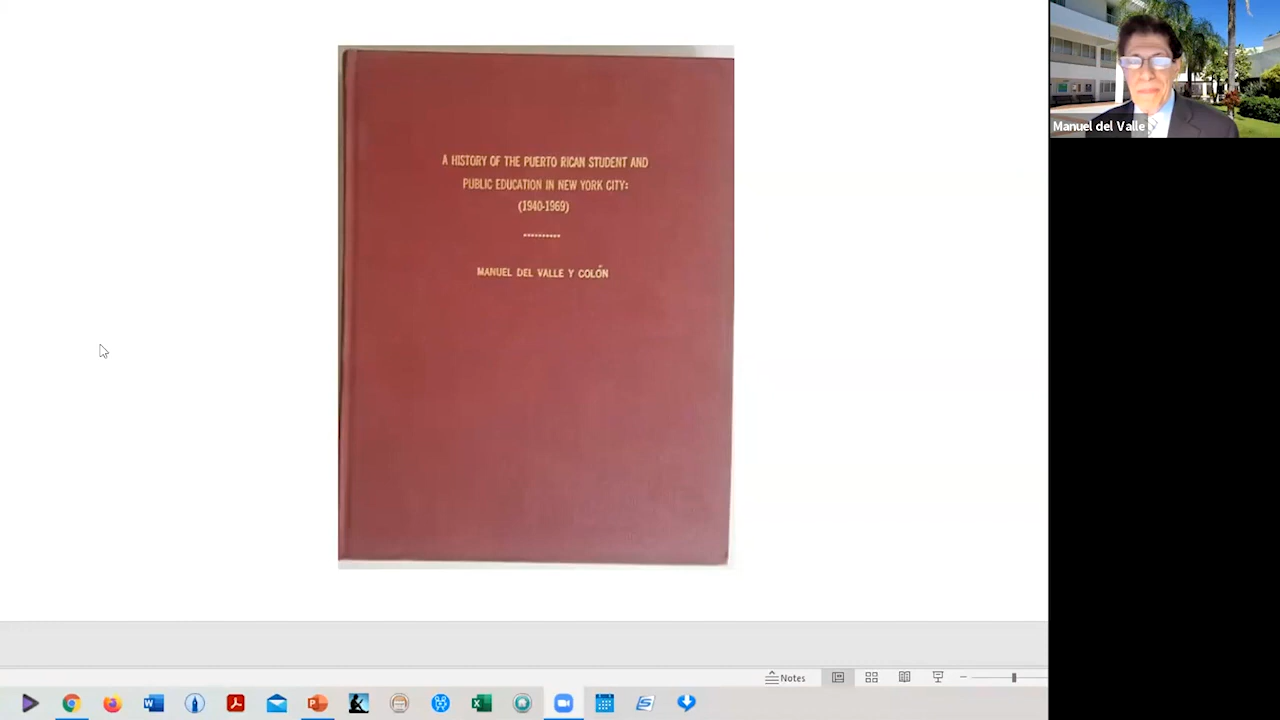 A HISTORY OF THE PUERTO RICAN STUDENT AND
PUBLIC EDUCATION IN NEW YORK CITY:
(1940-1969)
MANUEL DEL VALLE Y COLÓN
Manuel del Valle
Notes